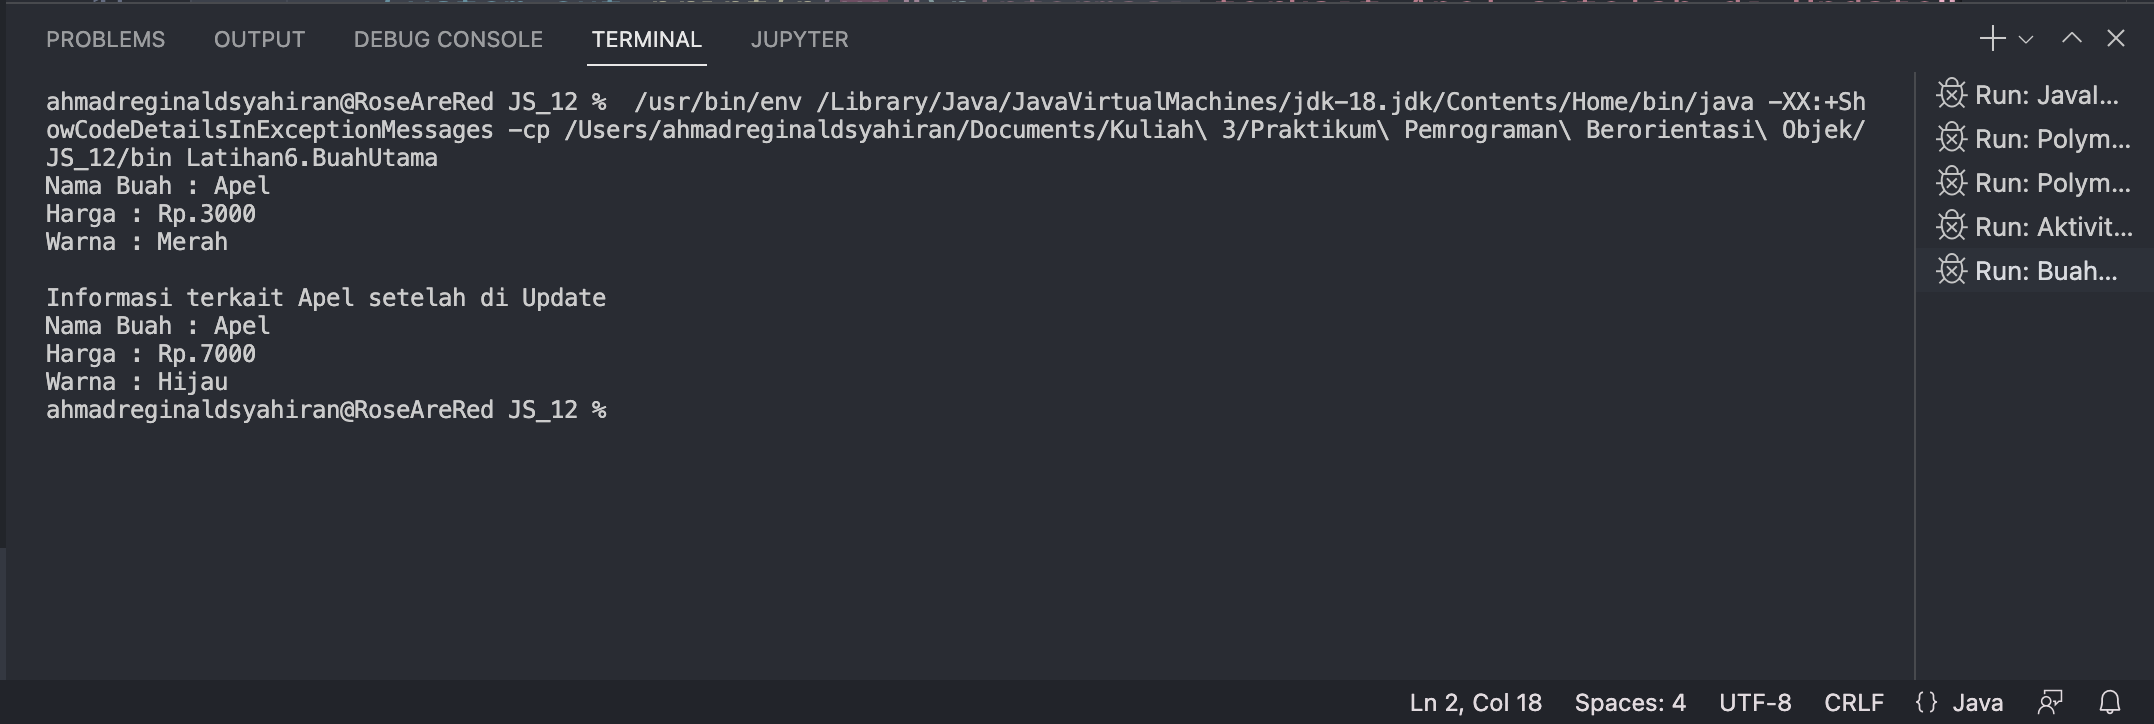 PROBLEMS OUTPUT DEBUG CONSOLE TERMINAL JUPYTER
ahmadreginaldsyahiran@RoseAreRed JS_12 %  /usr/bin/env /Library/Java/JavaVirtualMachines/jdk-18.jdk/Contents/Home/bin/java -XX:+Sh
owCodeDetailsInExceptionMessages -cp /Users/ahmadreginaldsyahiran/Documents/Kuliah\ 3/Praktikum\ Pemrograman\ Berorientasi\ Objek/
JS_12/bin Latihan6.BuahUtama
Nama Buah : Apel
Harga : Rp.3000
Warna : Merah
Informasi terkait Apel setelah di Update
Nama Buah : Apel
Harga : Rp.7000
Warna : Hijau
ahmadreginaldsyahiran@RoseAreRed JS_12 %
Run: JavaI...
Run: Polym...
Run: Polym...
Run: Aktivit...
Run: Buah...
Ln 2, Col 18 Spaces: 4 UTF-8 CRLF {} Java